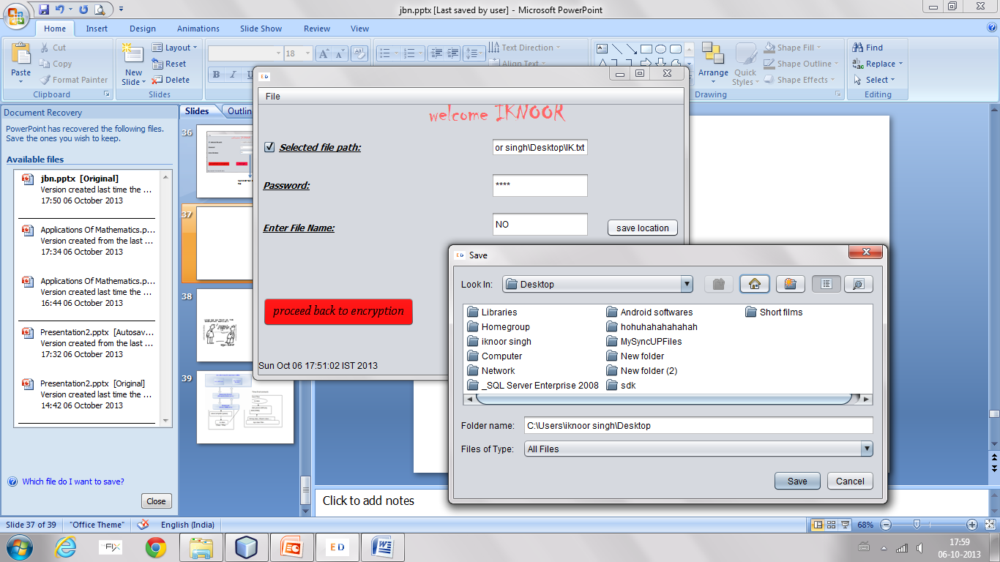 jbn.pptx [Last saved by user] - Microsoft PowerPoint
Home Insert Design Animations Slide Show Review View
Paste
Cut
Copy
Format Painter
Clipboard
New Slide
Layout
Reset
Delete
Slides
18
B I
Text Direction
Align Text
Arrange
Quick Styles
Shape Fill
Shape Outline
Shape Effects
Drawing
Find
Replace
Select
Editing
Document Recovery
PowerPoint has recovered the following files.
Save the ones you wish to keep.
Available files
jbn.pptx [Original]
Version created last time the ...
17:50 06 October 2013
Applications Of Mathematics.p...
Version created from the last ...
17:34 06 October 2013
Applications Of Mathematics.p...
Version created last time the ...
16:44 06 October 2013
Presentation2.pptx [Autosav...
Version created from the last ...
17:32 06 October 2013
Presentation2.pptx [Original]
Version created last time the ...
14:42 06 October 2013
Which file do I want to save?
Close
Slides Outlin
36
37
38
39
ED
File
welcome IKNOOR
Selected file path: or singh\Desktop\IK.txt
Password: ****
Enter File Name: NO save location
proceed back to encryption
Sun Oct 06 17:51:02 IST 2013
ED Save
Look In: Desktop
Libraries Android softwares Short films
Homegroup hohuhahahahahah
iknoor singh MySyncUPFiles
Computer New folder
Network New folder (2)
_SQL Server Enterprise 2008 sdk
Folder name: C:\Users\iknoor singh\Desktop
Files of Type: All Files
Save Cancel
Click to add notes
Slide 37 of 39 "Office Theme" English (India) 68%
FIX
ED
17:59
06-10-2013